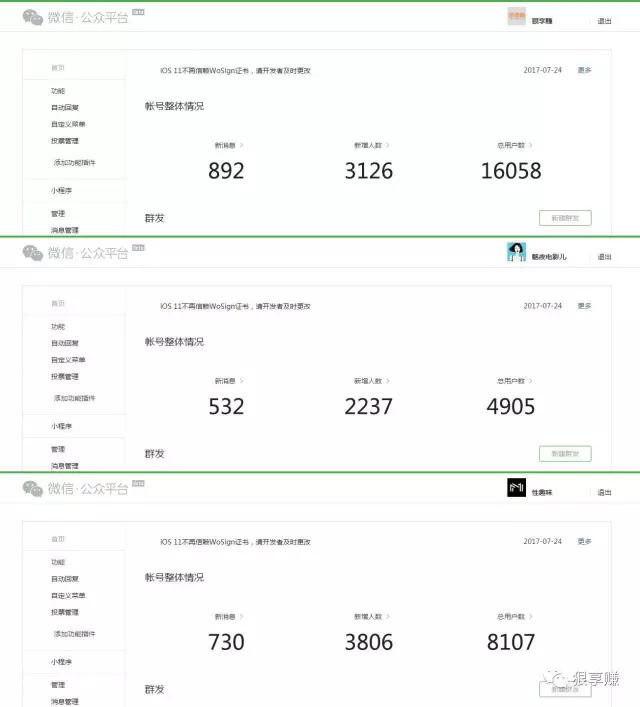 微信·公众平台 Beta 狠享赚 退出
首页 iOS 11不再信赖WoSign证书，请开发者及时更改 2017-07-24 更多
功能
自动回复 帐号整体情况
自定义菜单
投票管理 新消息 新增人数 总用户数
添加功能插件 892 3126 16058
小程序
管理 群发 新建群发
消息管理
微信·公众平台 Beta 魅夜电影儿 退出
首页 iOS 11不再信赖WoSign证书，请开发者及时更改 2017-07-24 更多
功能
自动回复 帐号整体情况
自定义菜单
投票管理 新消息 新增人数 总用户数
添加功能插件 532 2237 4905
小程序
管理 群发 新建群发
消息管理
微信·公众平台 Beta 性趣味 退出
首页 iOS 11不再信赖WoSign证书，请开发者及时更改 2017-07-24 更多
功能
自动回复 帐号整体情况
自定义菜单
投票管理 新消息 新增人数 总用户数
添加功能插件 730 3806 8107
小程序 狠享赚
管理 群发 新建群发
消息管理